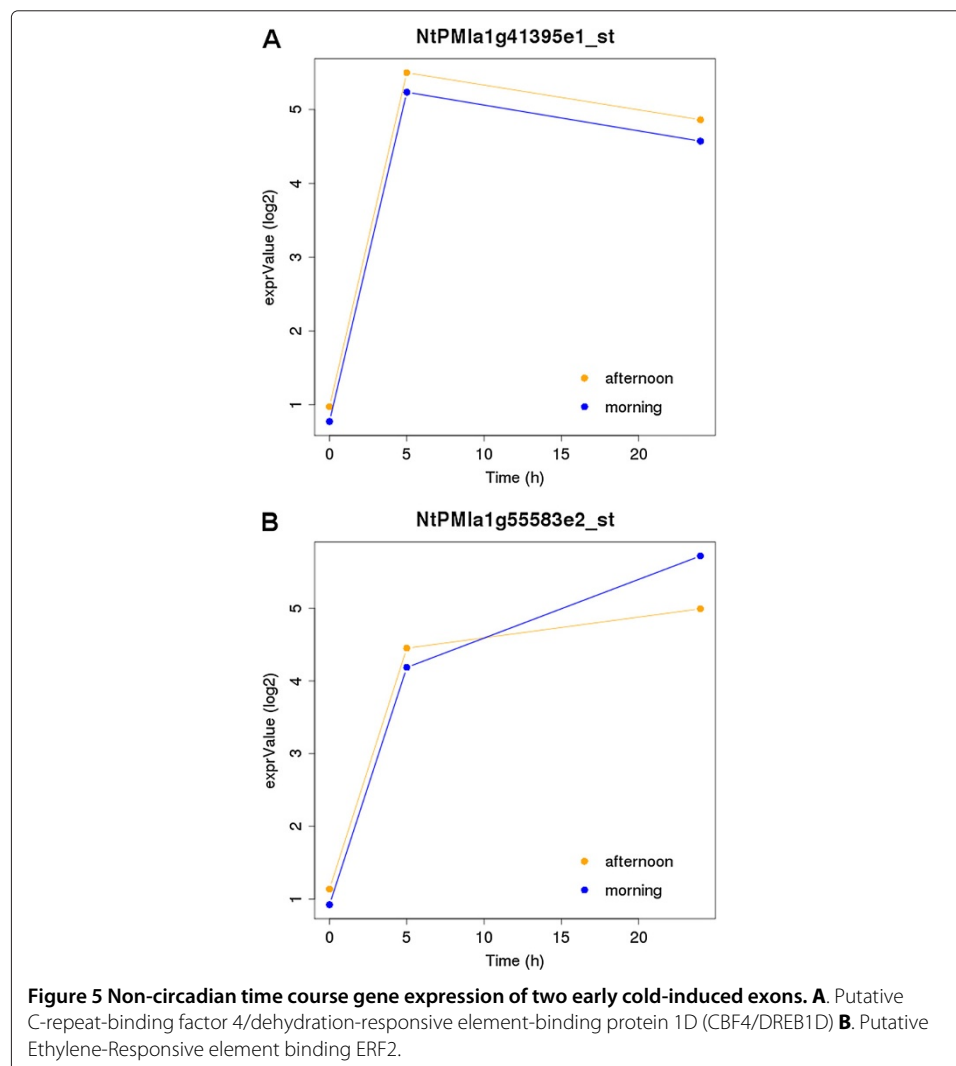 A
NtPMIa1g41395e1_st
exprValue (log2)
5
4
3
2
1
afternoon
morning
0 5 10 15 20
Time (h)
B
NtPMIa1g55583e2_st
exprValue (log2)
5
4
3
2
1
afternoon
morning
0 5 10 15 20
Time (h)
Figure 5 Non-circadian time course gene expression of two early cold-induced exons. A. Putative
C-repeat-binding factor 4/dehydration-responsive element-binding protein 1D (CBF4/DREB1D) B. Putative
Ethylene-Responsive element binding ERF2.